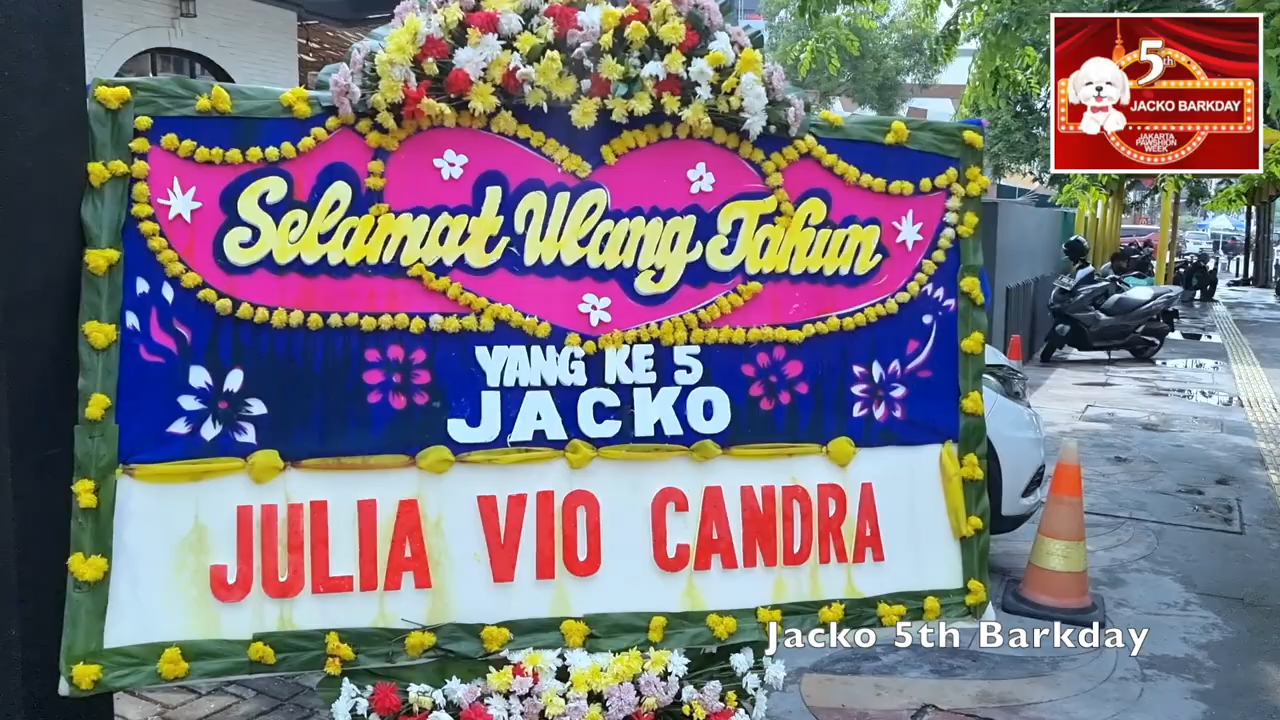 Selamat Ulang Tahun
YANG KE 5
JACKO
JULIA VIO CANDRA
5th
JACKO BARKDAY
JAKARTA
PAWSHION
WEEK
Jacko 5th Barkday